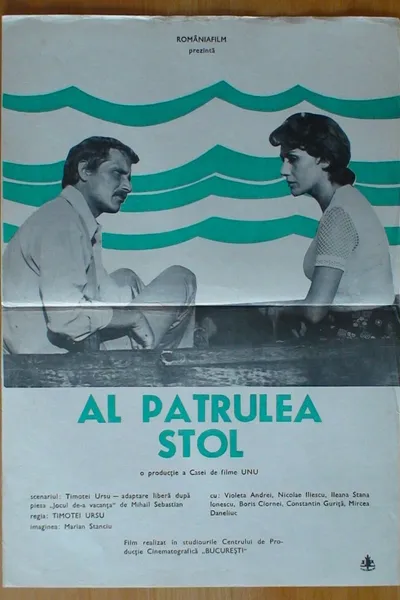 ROMÂNIAFILM
prezintă
AL PATRULEA
STOL
o producție a Casei de filme UNU
scenariul: Timotei Ursu — adaptare liberă după
piesa „Jocul de-a vacanța" de Mihail Sebastian
regia: TIMOTEI URSU
imaginea: Marian Stanciu
cu: Violeta Andrei, Nicolae Iliescu, Ileana Stana
Ionescu, Boris Ciornei, Constantin Guriță, Mircea
Daneliuc
Film realizat în studiourile Centrului de Pro-
ducție Cinematografică „BUCUREȘTI"